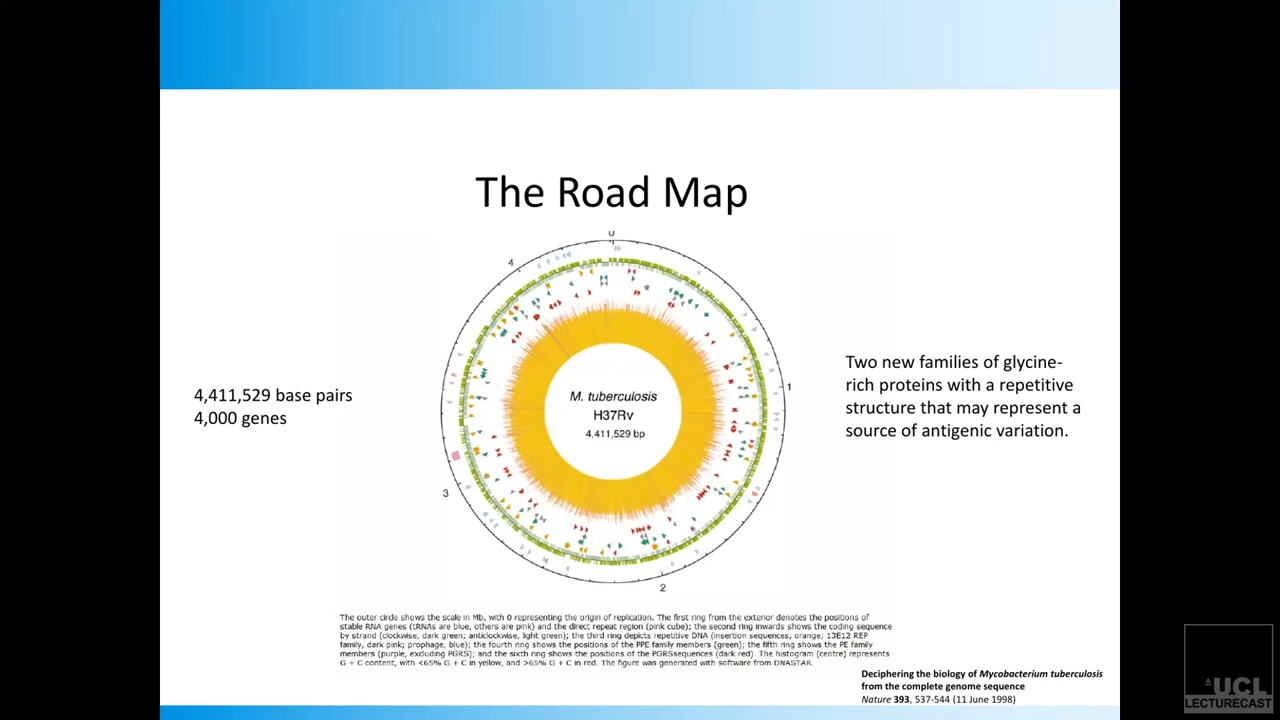 The Road Map
0
4
1
3
2
M. tuberculosis
H37Rv
4,411,529 bp
4,411,529 base pairs
4,000 genes
Two new families of glycine-
rich proteins with a repetitive
structure that may represent a
source of antigenic variation.
The outer circle shows the scale in Mb, with 0 representing the origin of replication. The first ring from the exterior denotes the positions of
stable RNA genes (tRNAs are blue, others are pink) and the direct repeat region (pink cube); the second ring inwards shows the coding sequence
by strand (clockwise, dark green; anticlockwise, light green); the third ring depicts repetitive DNA (insertion sequences, orange; 13E12 REP
family, dark pink; prophage, blue); the fourth ring shows the positions of the PPE family members (green); the fifth ring shows the PE family
members (purple, excluding PGRS); and the sixth ring shows the positions of the PGRSsequences (dark red). The histogram (centre) represents
G + C content, with <65% G + C in yellow, and >65% G + C in red. The figure was generated with software from DNASTAR.
Deciphering the biology of Mycobacterium tuberculosis
from the complete genome sequence
Nature 393, 537-544 (11 June 1998)
UCL
LECTURECAST